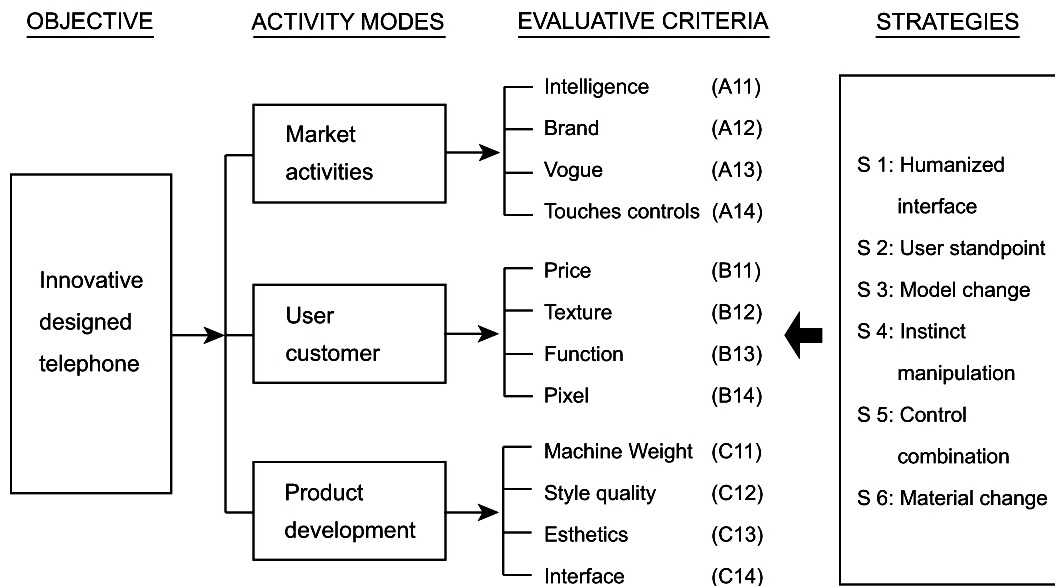 OBJECTIVE
ACTIVITY MODES
EVALUATIVE CRITERIA
STRATEGIES
Innovative
designed
telephone
Market
activities
User
customer
Product
development
Intelligence (A11)
Brand (A12)
Vogue (A13)
Touches controls (A14)
Price (B11)
Texture (B12)
Function (B13)
Pixel (B14)
Machine Weight (C11)
Style quality (C12)
Esthetics (C13)
Interface (C14)
S 1: Humanized
interface
S 2: User standpoint
S 3: Model change
S 4: Instinct
manipulation
S 5: Control
combination
S 6: Material change